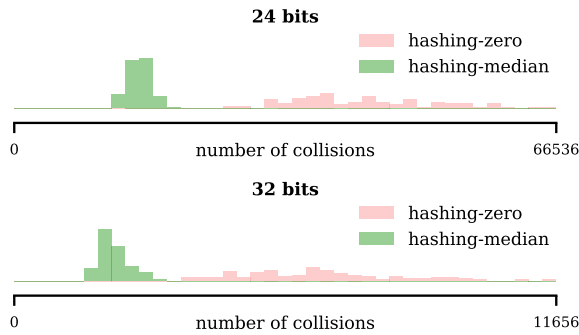 24 bits
hashing-zero
hashing-median
0 number of collisions 66536
32 bits
hashing-zero
hashing-median
0 number of collisions 11656